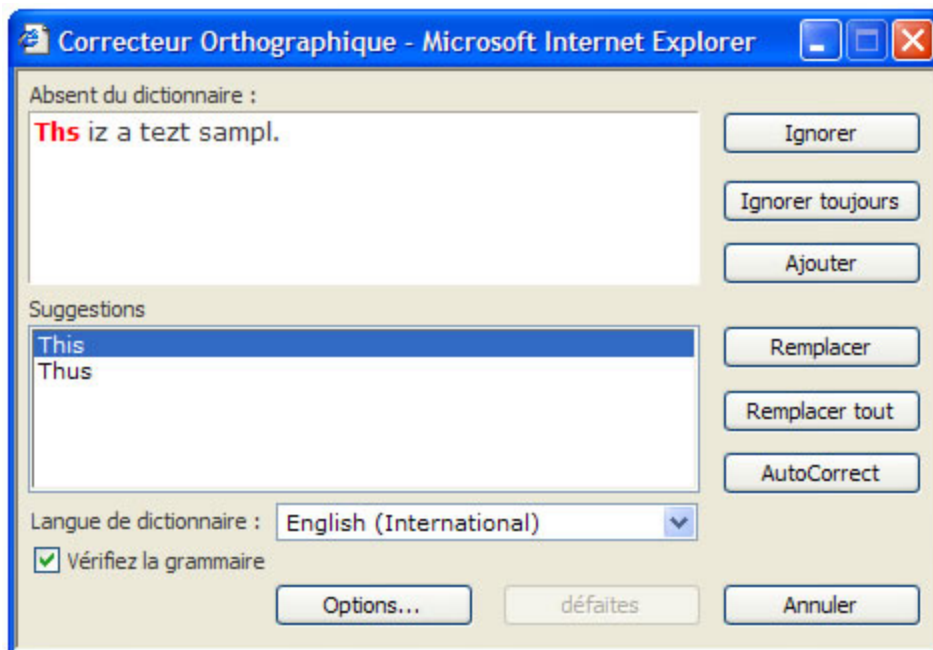 Correcteur Orthographique - Microsoft Internet Explorer
Absent du dictionnaire :
Ths iz a tezt sampl.
Ignorer
Ignorer toujours
Ajouter
Suggestions
This
Thus
Remplacer
Remplacer tout
AutoCorrect
Langue de dictionnaire :
English (International)
Vérifiez la grammaire
Options...
défaites
Annuler